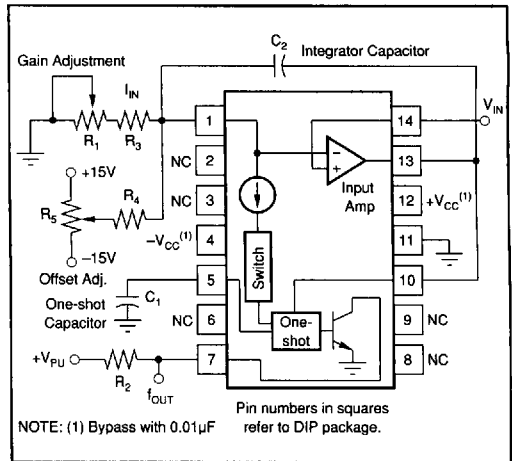 C2
Integrator Capacitor
Gain Adjustment
IIN
R1
R3
VIN
1
14
+
−
Input
Amp
2
NC
13
+15V
R4
3
NC
12
+VCC(1)
R5
4
−VCC(1)
11
−15V
Offset Adj.
Switch
5
10
One-shot
Capacitor
C1
6
NC
One-
shot
9
NC
+VPU
R2
7
8
NC
fOUT
Pin numbers in squares
refer to DIP package.
NOTE: (1) Bypass with 0.01µF